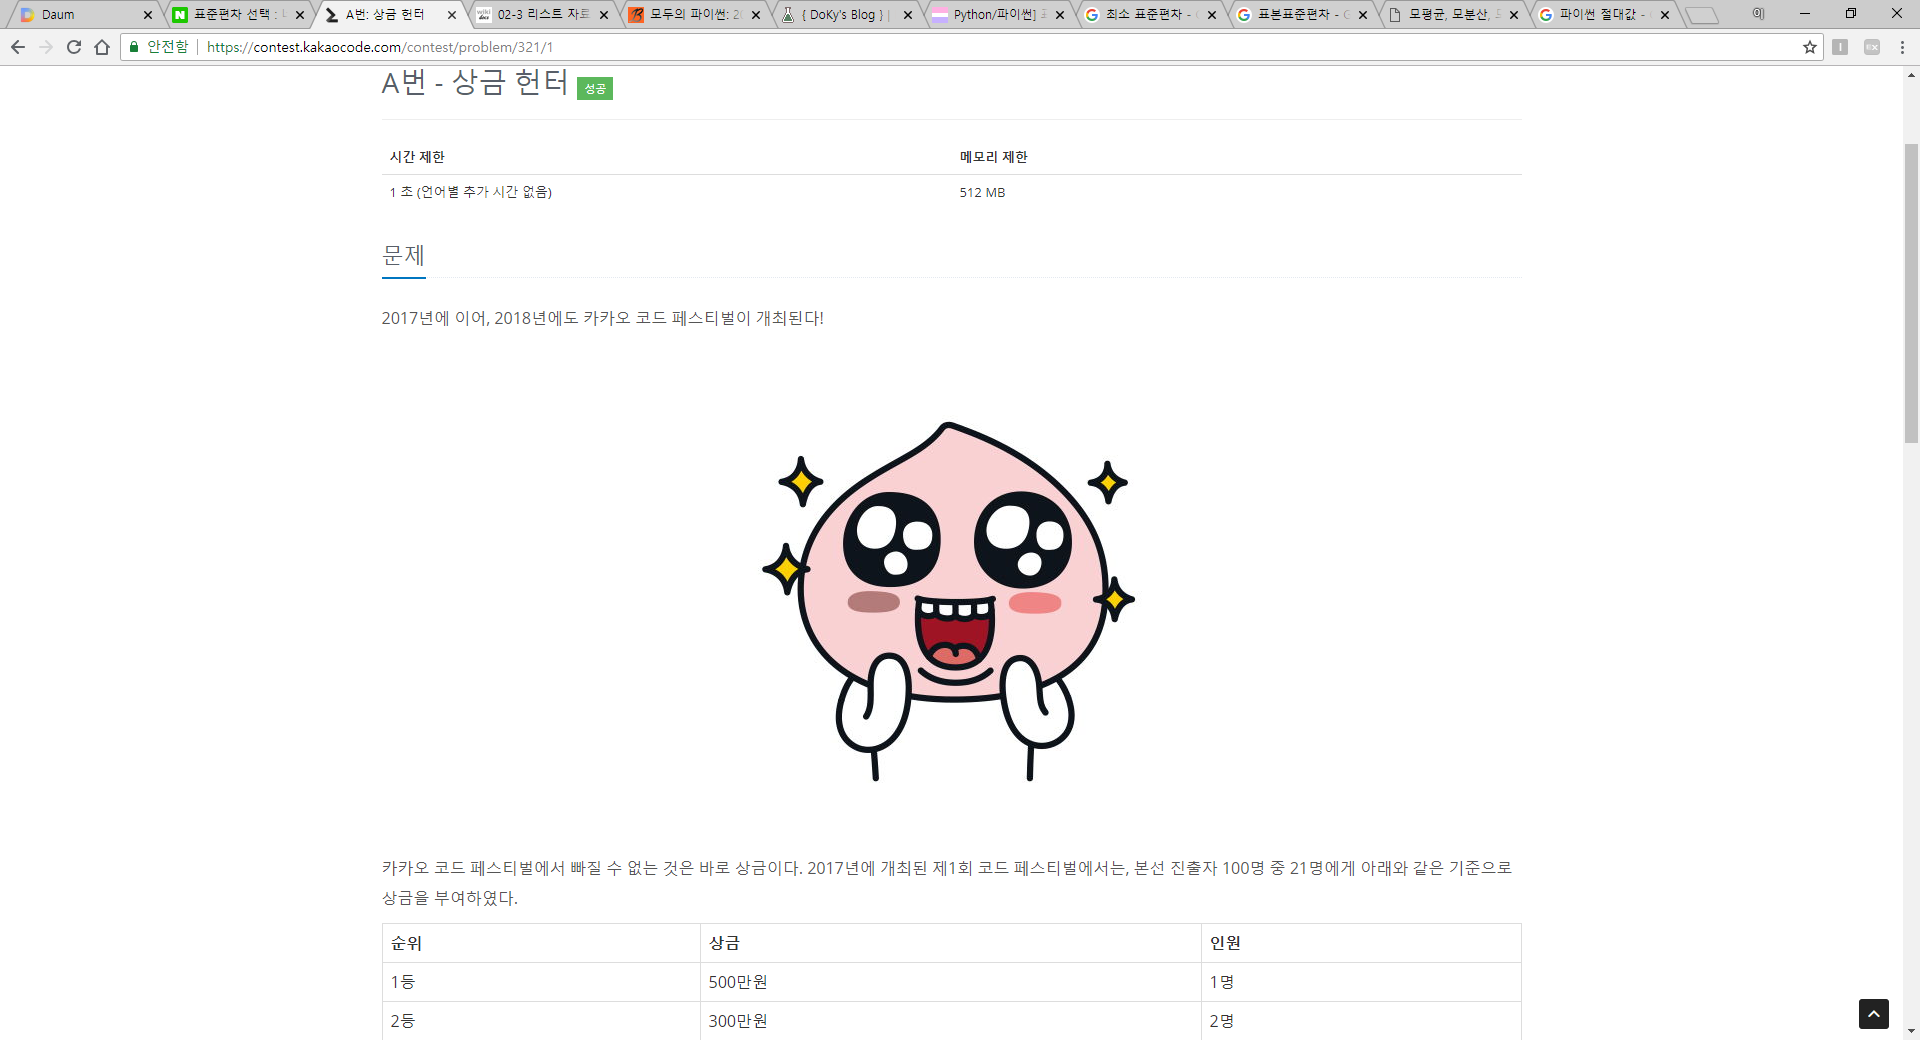 Daum
표준편차 선택 : 네
A번: 상금 헌터
02-3 리스트 자료
모두의 파이썬: 20
{ DoKy's Blog } |
Python/파이썬]
최소 표준편차 - G
표본표준편차 - G
모평균, 모분산,
파이썬 절대값 -
안전함 | https://contest.kakaocode.com/contest/problem/321/1
A번 - 상금 헌터 성공
시간 제한 메모리 제한
1 초 (언어별 추가 시간 없음) 512 MB
문제
2017년에 이어, 2018년에도 카카오 코드 페스티벌이 개최된다!
카카오 코드 페스티벌에서 빠질 수 없는 것은 바로 상금이다. 2017년에 개최된 제1회 코드 페스티벌에서는, 본선 진출자 100명 중 21명에게 아래와 같은 기준으로
상금을 부여하였다.
순위 상금 인원
1등 500만원 1명
2등 300만원 2명